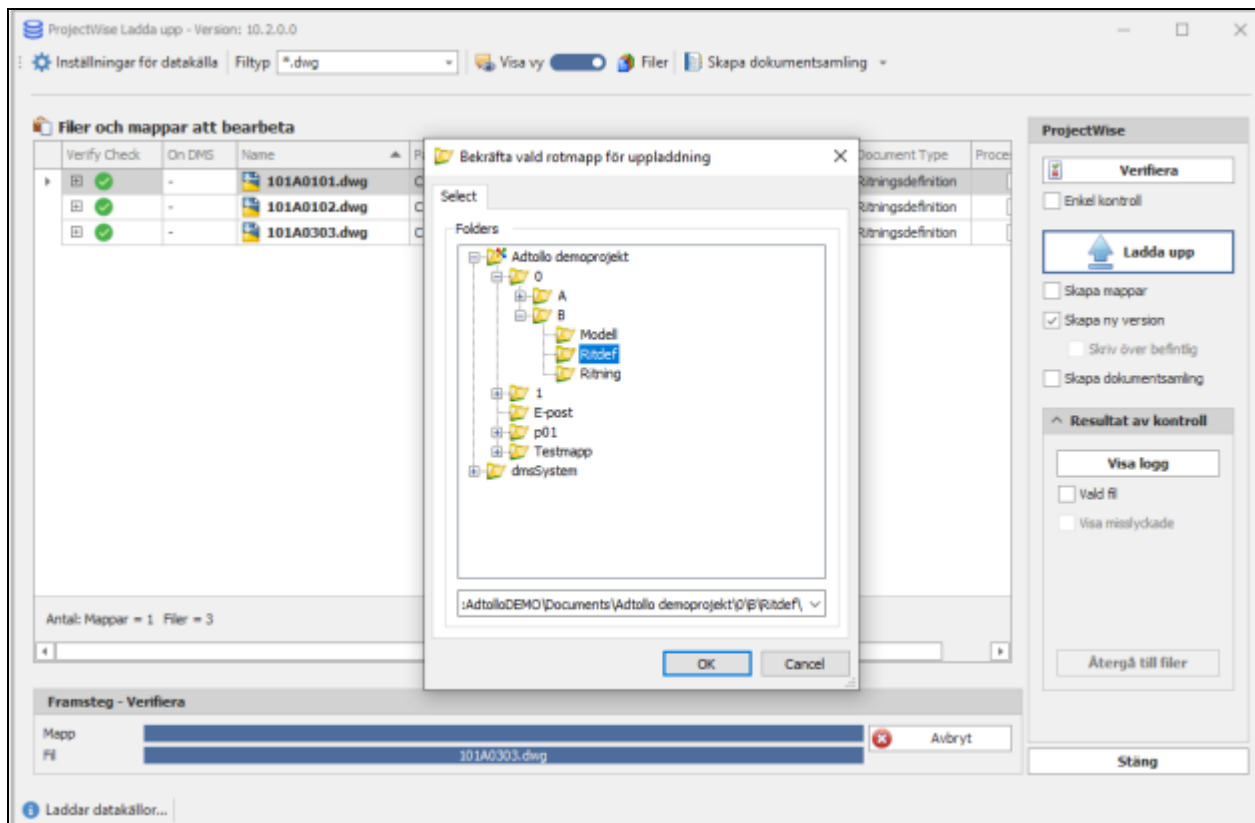 ProjectWise Ladda upp - Version: 10.2.0.0
Inställningar för datakälla Filtyp *.dwg Visa vy Filer Skapa dokumentsamling
Filer och mappar att bearbeta
Verify Check On DMS Name Document Type
- 101A0101.dwg Ritningsdefinition
- 101A0102.dwg Ritningsdefinition
- 101A0303.dwg Ritningsdefinition
Antal: Mappar = 1 Filer = 3
Bekräfta vald rotmapp för uppladdning
Select
Folders
Adtollo demoprojekt
0
A
B
Modell
Ritdef
Ritning
1
E-post
p01
Testmapp
dmsSystem
:AdtolloDEMO\Documents\Adtollo demoprojekt\0\B\Ritdef\
OK Cancel
ProjectWise
Verifiera
Enkel kontroll
Ladda upp
Skapa mappar
Skapa ny version
Skriv över befintlig
Skapa dokumentsamling
Resultat av kontroll
Visa logg
Vald fil
Visa misslyckade
Återgå till filer
Framsteg - Verifiera
Mapp
Fil 101A0303.dwg
Avbryt
Stäng
Laddar datakällor...